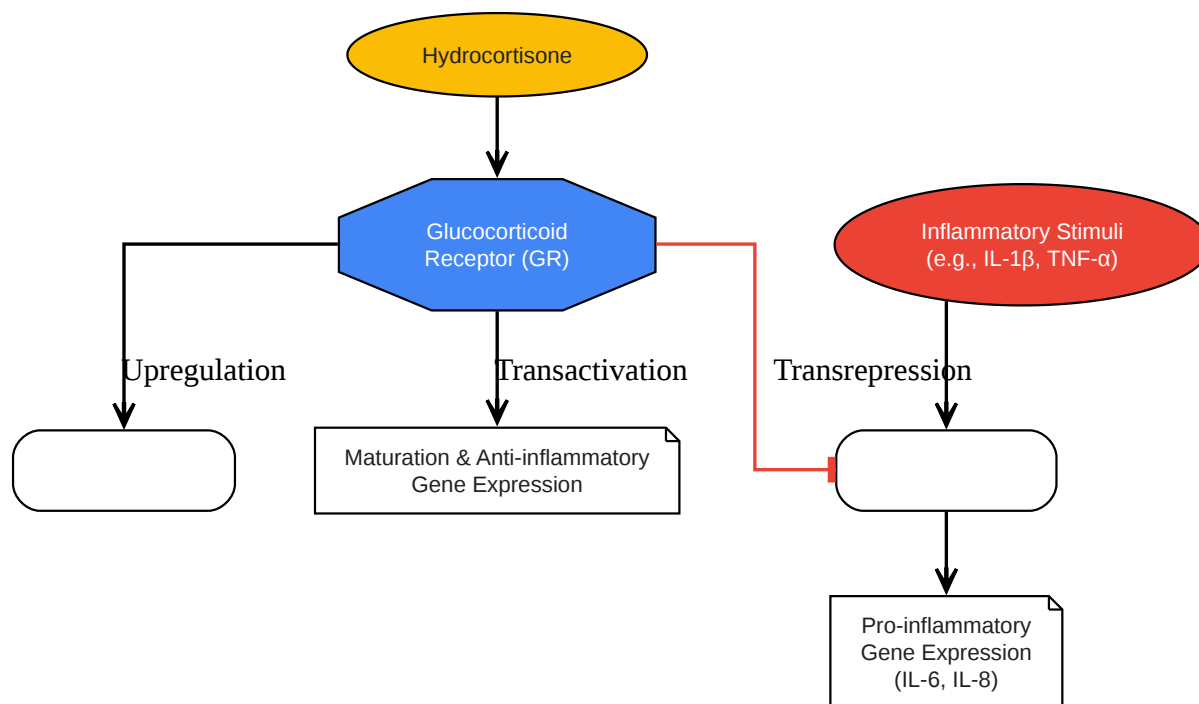 Hydrocortisone
Glucocorticoid
Receptor (GR)
Inflammatory Stimuli
(e.g., IL-1β, TNF-α)
Upregulation
Transactivation
Transrepression
Maturation & Anti-inflammatory
Gene Expression
Pro-inflammatory
Gene Expression
(IL-6, IL-8)